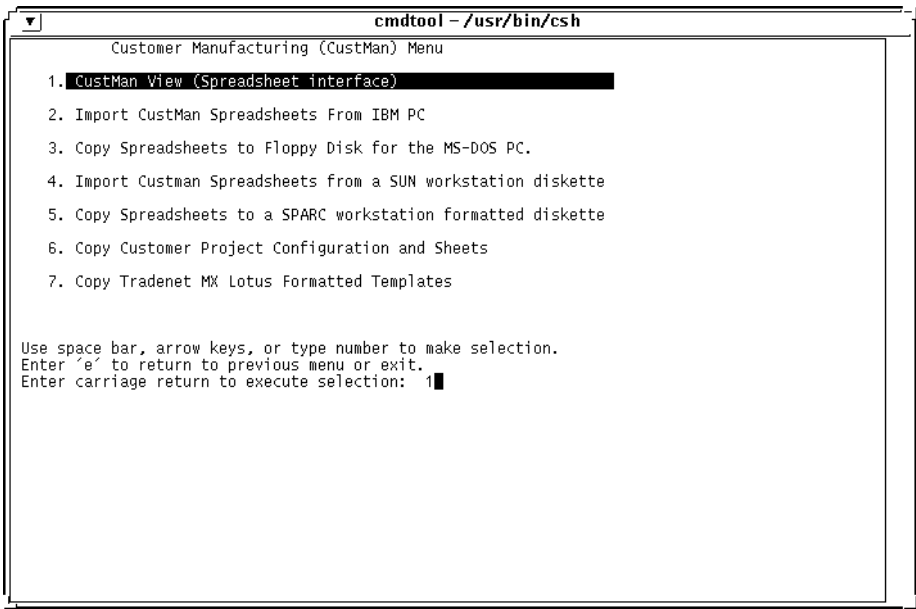 cmdtool – /usr/bin/csh
Customer Manufacturing (CustMan) Menu
1. CustMan View (Spreadsheet interface)
2. Import CustMan Spreadsheets From IBM PC
3. Copy Spreadsheets to Floppy Disk for the MS-DOS PC.
4. Import Custman Spreadsheets from a SUN workstation diskette
5. Copy Spreadsheets to a SPARC workstation formatted diskette
6. Copy Customer Project Configuration and Sheets
7. Copy Tradenet MX Lotus Formatted Templates
Use space bar, arrow keys, or type number to make selection.
Enter ´e´ to return to previous menu or exit.
Enter carriage return to execute selection: 1